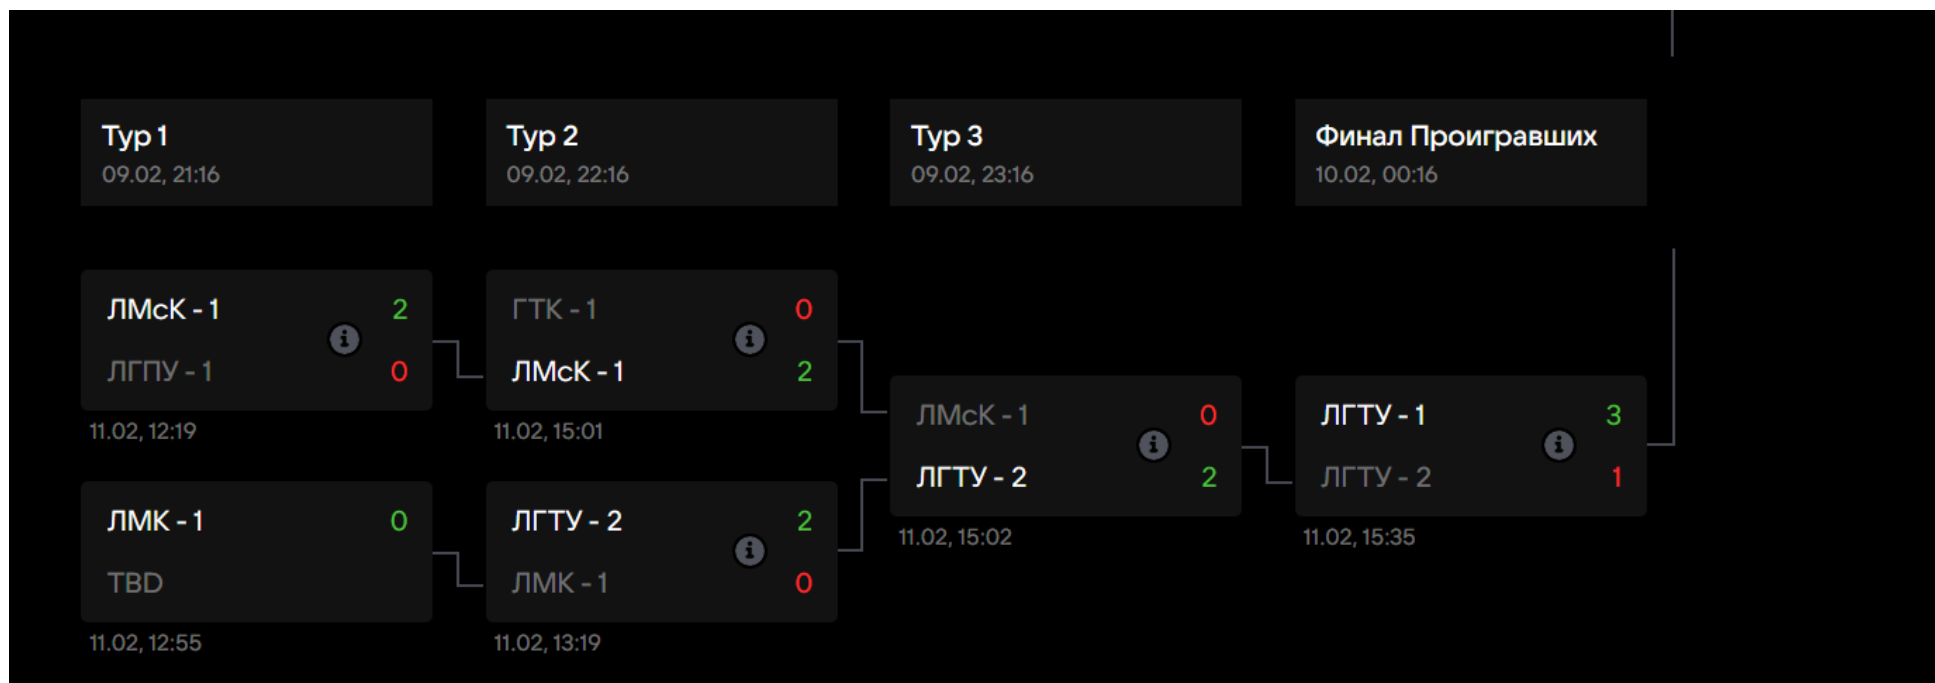 Тур 1
09.02, 21:16
Тур 2
09.02, 22:16
Тур 3
09.02, 23:16
Финал Проигравших
10.02, 00:16
ЛМсК - 1 2
ЛГПУ - 1 0
11.02, 12:19
ЛМК - 1 0
TBD
11.02, 12:55
ГТК - 1 0
ЛМсК - 1 2
11.02, 15:01
ЛГТУ - 2 2
ЛМК - 1 0
11.02, 13:19
ЛМсК - 1 0
ЛГТУ - 2 2
11.02, 15:02
ЛГТУ - 1 3
ЛГТУ - 2 1
11.02, 15:35